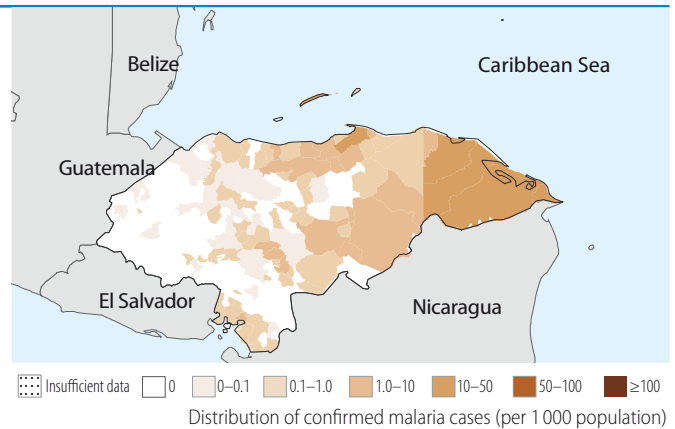 Belize
Caribbean Sea
Guatemala
El Salvador
Nicaragua
Insufficient data 0 0–0.1 0.1–1.0 1.0–10 10–50 50–100 ≥100
Distribution of confirmed malaria cases (per 1 000 population)